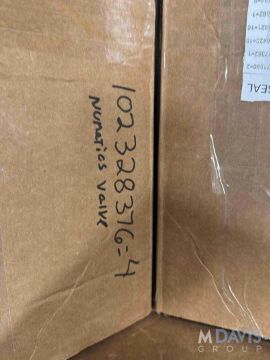 102328376=4
Numatics valve
SEAL
M DAVIS
GROUP